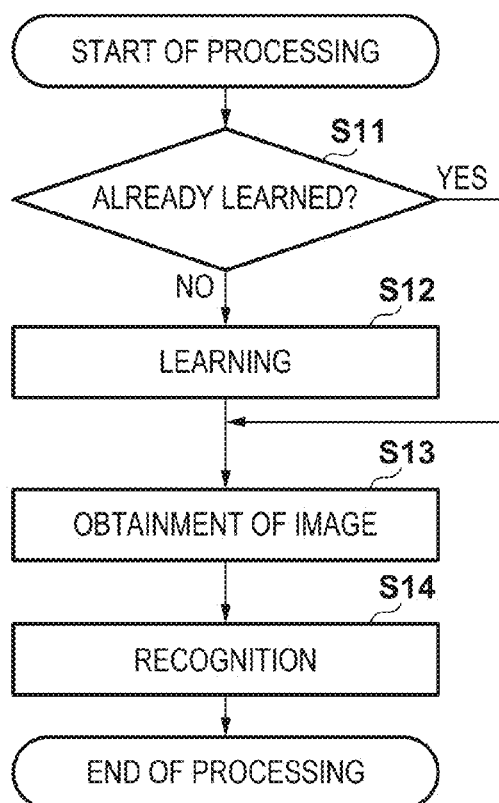 START OF PROCESSING
S11
ALREADY LEARNED?
YES
NO
S12
LEARNING
S13
OBTAINMENT OF IMAGE
S14
RECOGNITION
END OF PROCESSING